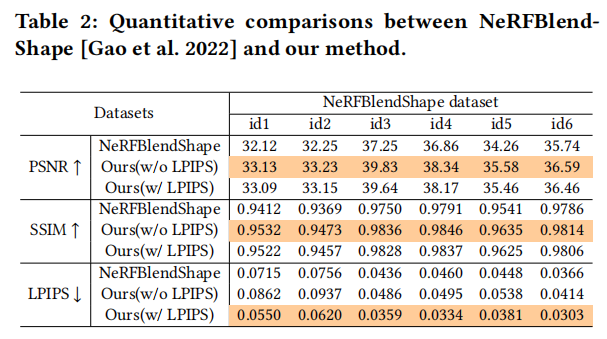 Table 2: Quantitative comparisons between NeRFBlend-
Shape [Gao et al. 2022] and our method.
Datasets NeRFBlendShape dataset
id1 id2 id3 id4 id5 id6
PSNR ↑ NeRFBlendShape 32.12 32.25 37.25 36.86 34.26 35.74
Ours(w/o LPIPS) 33.13 33.23 39.83 38.34 35.58 36.59
Ours(w/ LPIPS) 33.09 33.15 39.64 38.17 35.46 36.46
SSIM ↑ NeRFBlendShape 0.9412 0.9369 0.9750 0.9791 0.9541 0.9786
Ours(w/o LPIPS) 0.9532 0.9473 0.9836 0.9846 0.9635 0.9814
Ours(w/ LPIPS) 0.9522 0.9457 0.9828 0.9837 0.9625 0.9806
LPIPS ↓ NeRFBlendShape 0.0715 0.0756 0.0436 0.0460 0.0448 0.0366
Ours(w/o LPIPS) 0.0862 0.0937 0.0486 0.0495 0.0538 0.0414
Ours(w/ LPIPS) 0.0550 0.0620 0.0359 0.0334 0.0381 0.0303